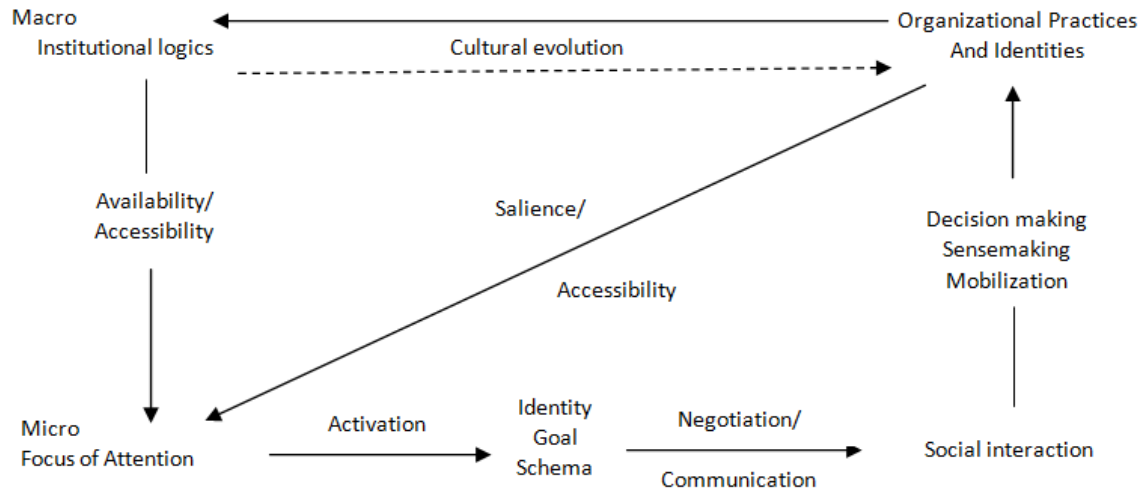 Macro
Institutional logics
Cultural evolution
Organizational Practices
And Identities
Availability/
Accessibility
Salience/
Accessibility
Decision making
Sensemaking
Mobilization
Micro
Focus of Attention
Activation
Identity
Goal
Schema
Negotiation/
Communication
Social interaction